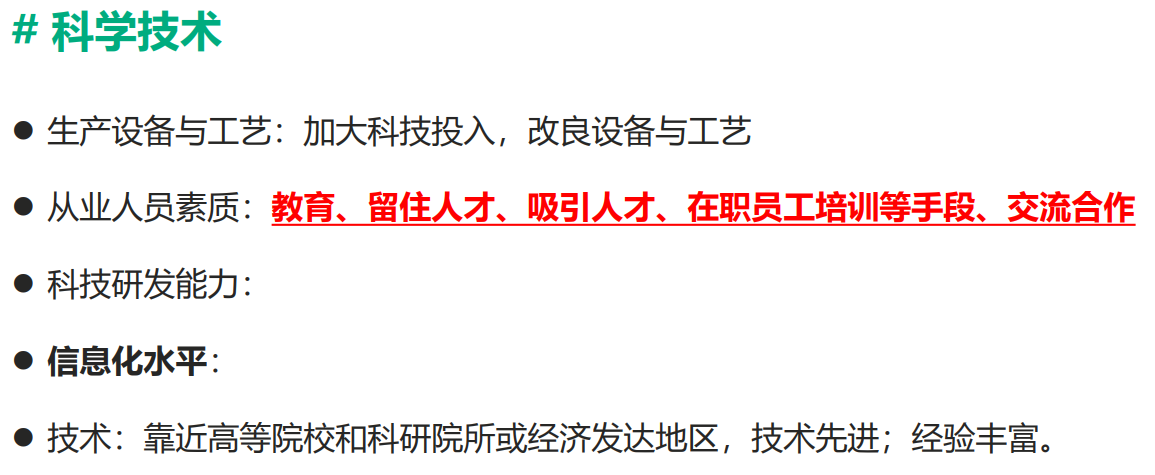 # 科学技术
● 生产设备与工艺：加大科技投入，改良设备与工艺
● 从业人员素质：教育、留住人才、吸引人才、在职员工培训等手段、交流合作
● 科技研发能力：
● 信息化水平：
● 技术：靠近高等院校和科研院所或经济发达地区，技术先进；经验丰富。